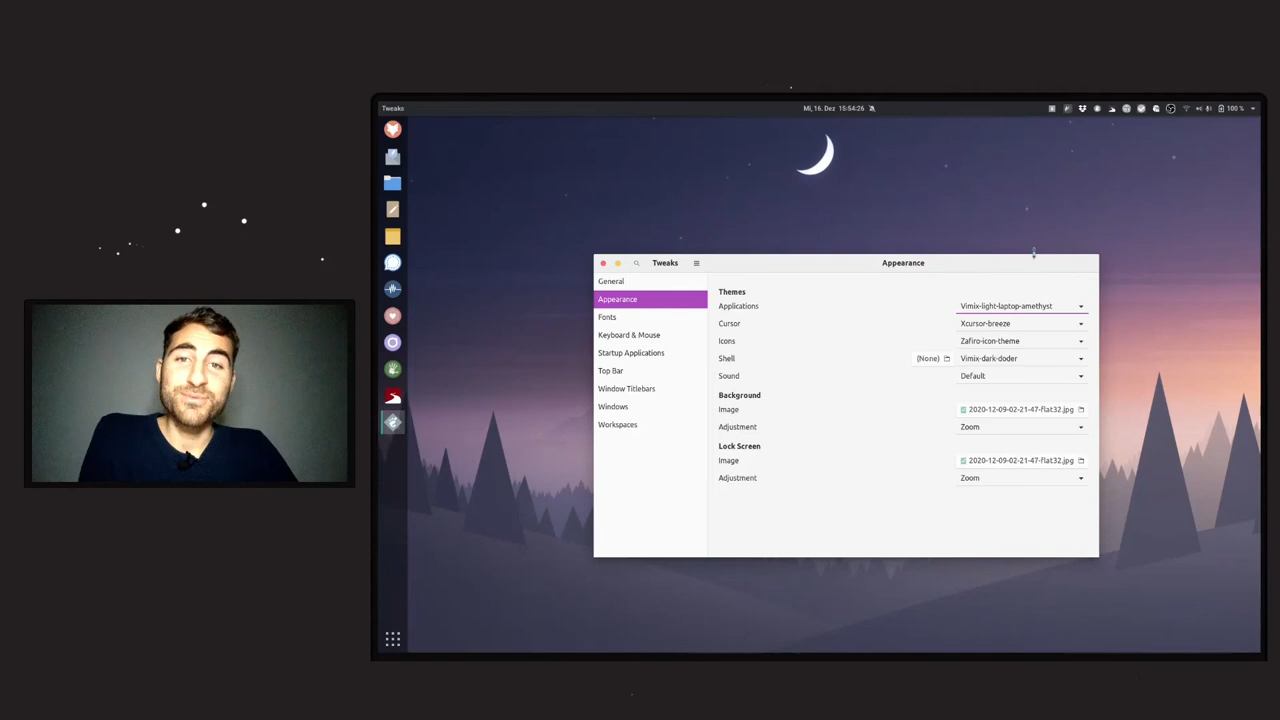 Tweaks
Mi, 16. Dez 15:54:26
100 %
Tweaks
Appearance
General
Appearance
Fonts
Keyboard & Mouse
Startup Applications
Top Bar
Window Titlebars
Windows
Workspaces
Themes
Applications
Vimix-light-laptop-amethyst
Cursor
Xcursor-breeze
Icons
Zafiro-icon-theme
Shell
(None)
Vimix-dark-doder
Sound
Default
Background
Image
2020-12-09-02-21-47-flat32.jpg
Adjustment
Zoom
Lock Screen
Image
2020-12-09-02-21-47-flat32.jpg
Adjustment
Zoom